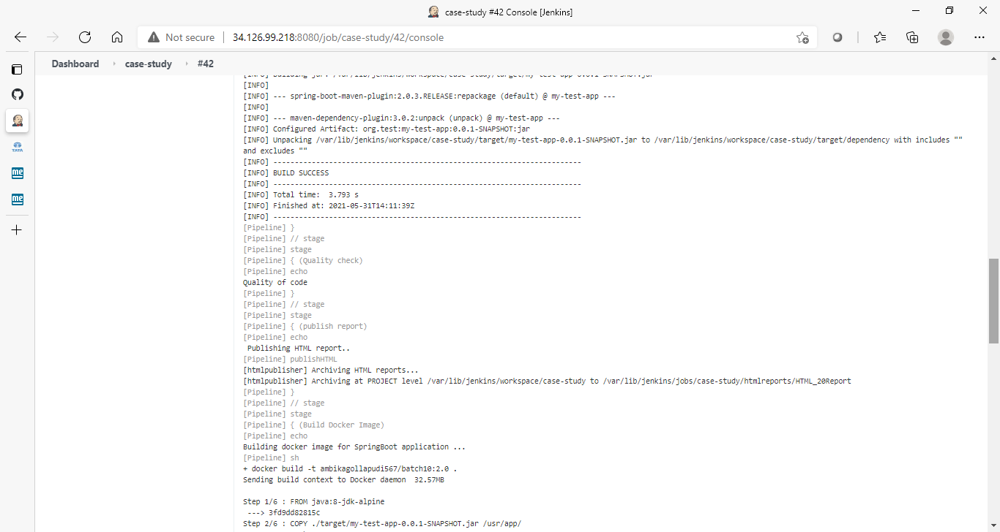 case-study #42 Console [Jenkins]
Not secure
34.126.99.218:8080/job/case-study/42/console
Dashboard
case-study
#42
[INFO] Building jar: /var/lib/jenkins/workspace/case-study/target/my-test-app-0.0.1-SNAPSHOT.jar
[INFO]
[INFO] --- spring-boot-maven-plugin:2.0.3.RELEASE:repackage (default) @ my-test-app ---
[INFO]
[INFO] --- maven-dependency-plugin:3.0.2:unpack (unpack) @ my-test-app ---
[INFO] Configured Artifact: org.test:my-test-app:0.0.1-SNAPSHOT:jar
[INFO] Unpacking /var/lib/jenkins/workspace/case-study/target/my-test-app-0.0.1-SNAPSHOT.jar to /var/lib/jenkins/workspace/case-study/target/dependency with includes ""
and excludes ""
[INFO] ------------------------------------------------------------------------
[INFO] BUILD SUCCESS
[INFO] ------------------------------------------------------------------------
[INFO] Total time:  3.793 s
[INFO] Finished at: 2021-05-31T14:11:39Z
[INFO] ------------------------------------------------------------------------
[Pipeline] }
[Pipeline] // stage
[Pipeline] stage
[Pipeline] { (Quality check)
[Pipeline] echo
Quality of code
[Pipeline] }
[Pipeline] // stage
[Pipeline] stage
[Pipeline] { (publish report)
[Pipeline] echo
 Publishing HTML report..
[Pipeline] publishHTML
[htmlpublisher] Archiving HTML reports...
[htmlpublisher] Archiving at PROJECT level /var/lib/jenkins/workspace/case-study to /var/lib/jenkins/jobs/case-study/htmlreports/HTML_20Report
[Pipeline] }
[Pipeline] // stage
[Pipeline] stage
[Pipeline] { (Build Docker Image)
[Pipeline] echo
Building docker image for SpringBoot application ...
[Pipeline] sh
+ docker build -t ambikagollapudi567/batch10:2.0 .
Sending build context to Docker daemon  32.57MB
Step 1/6 : FROM java:8-jdk-alpine
 ---> 3fd9dd82815c
Step 2/6 : COPY ./target/my-test-app-0.0.1-SNAPSHOT.jar /usr/app/
TATA
me
me